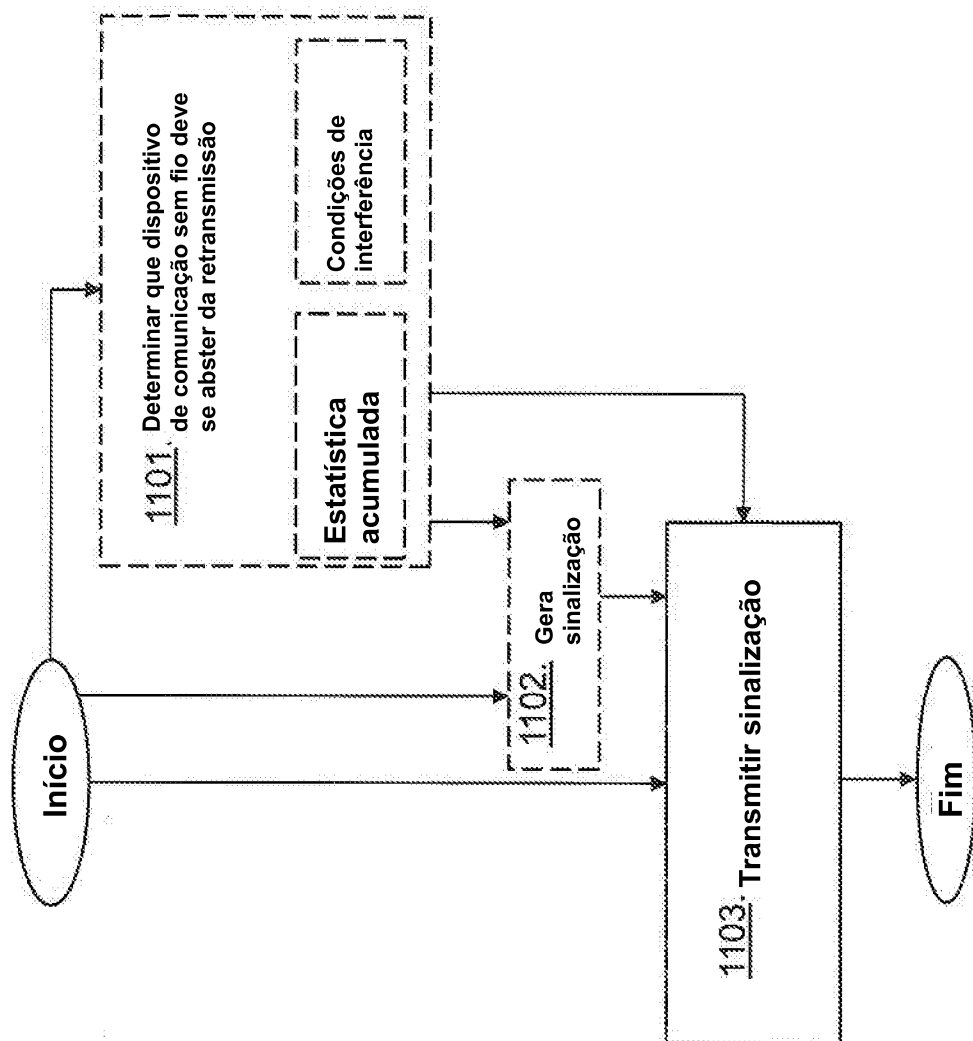 Início
1101. Determinar que dispositivo
de comunicação sem fio deve
se abster da retransmissão
Estatística
acumulada
Condições de
interferência
1102. Gera
sinalização
1103. Transmitir sinalização
Fim